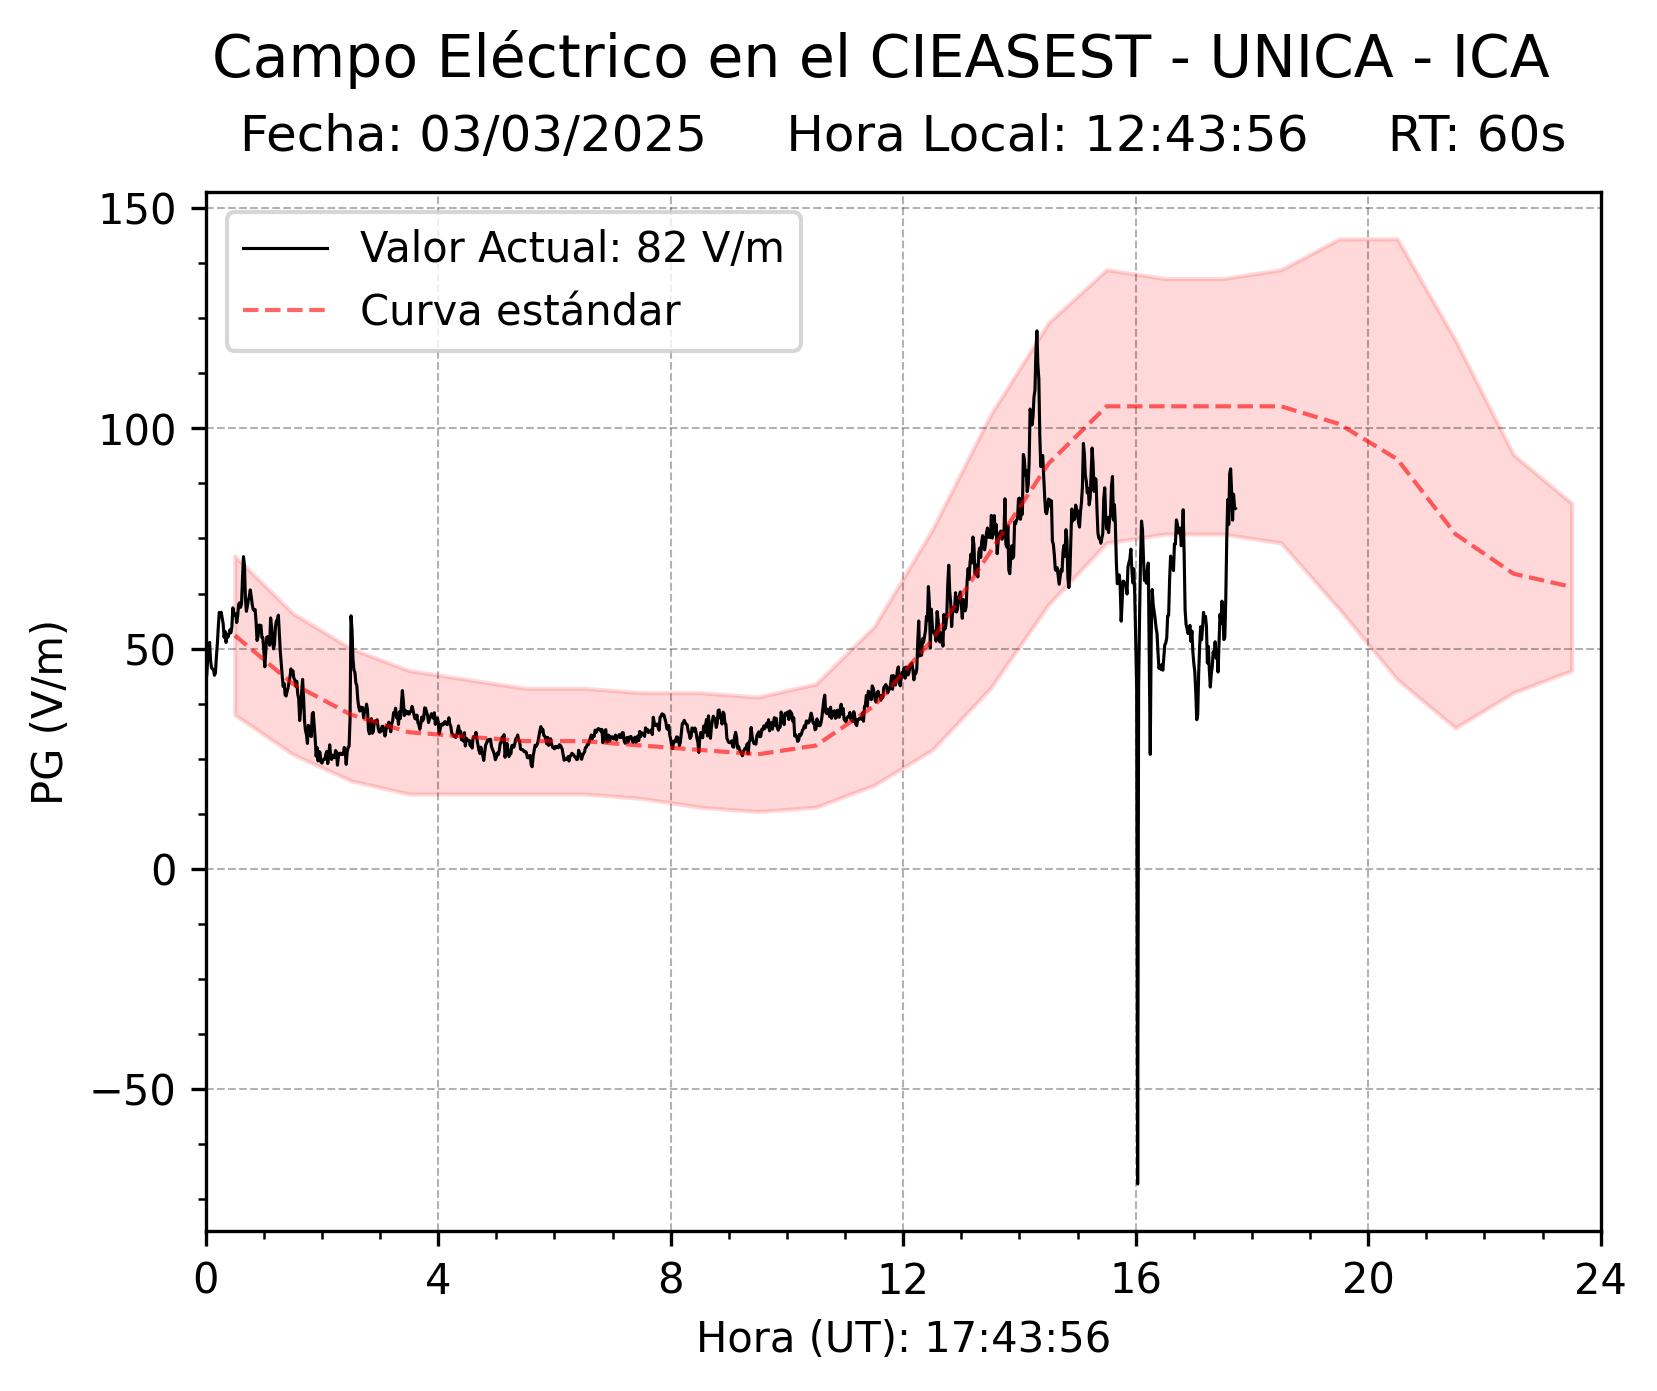 Campo Eléctrico en el CIEASEST - UNICA - ICA
Fecha: 03/03/2025 Hora Local: 12:43:56 RT: 60s
Valor Actual: 82 V/m
Curva estándar
PG (V/m)
150
100
50
0
−50
0 4 8 12 16 20 24
Hora (UT): 17:43:56